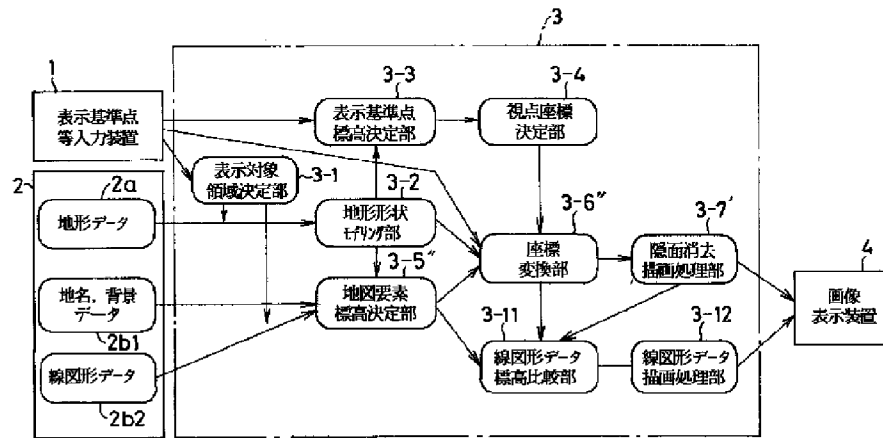 3
1
表示基準点
等入力装置
3-3
表示基準点
標高決定部
3-4
視点座標
決定部
2
2a
地形データ
表示対象
領域決定部
3-1
3-2
地形形状
モデリング部
3-6″
座標
変換部
3-7′
隠面消去
描画処理部
4
画像
表示装置
地名,背景
データ
2b1
3-5″
地図要素
標高決定部
線図形データ
2b2
3-11
線図形データ
標高比較部
3-12
線図形データ
描画処理部